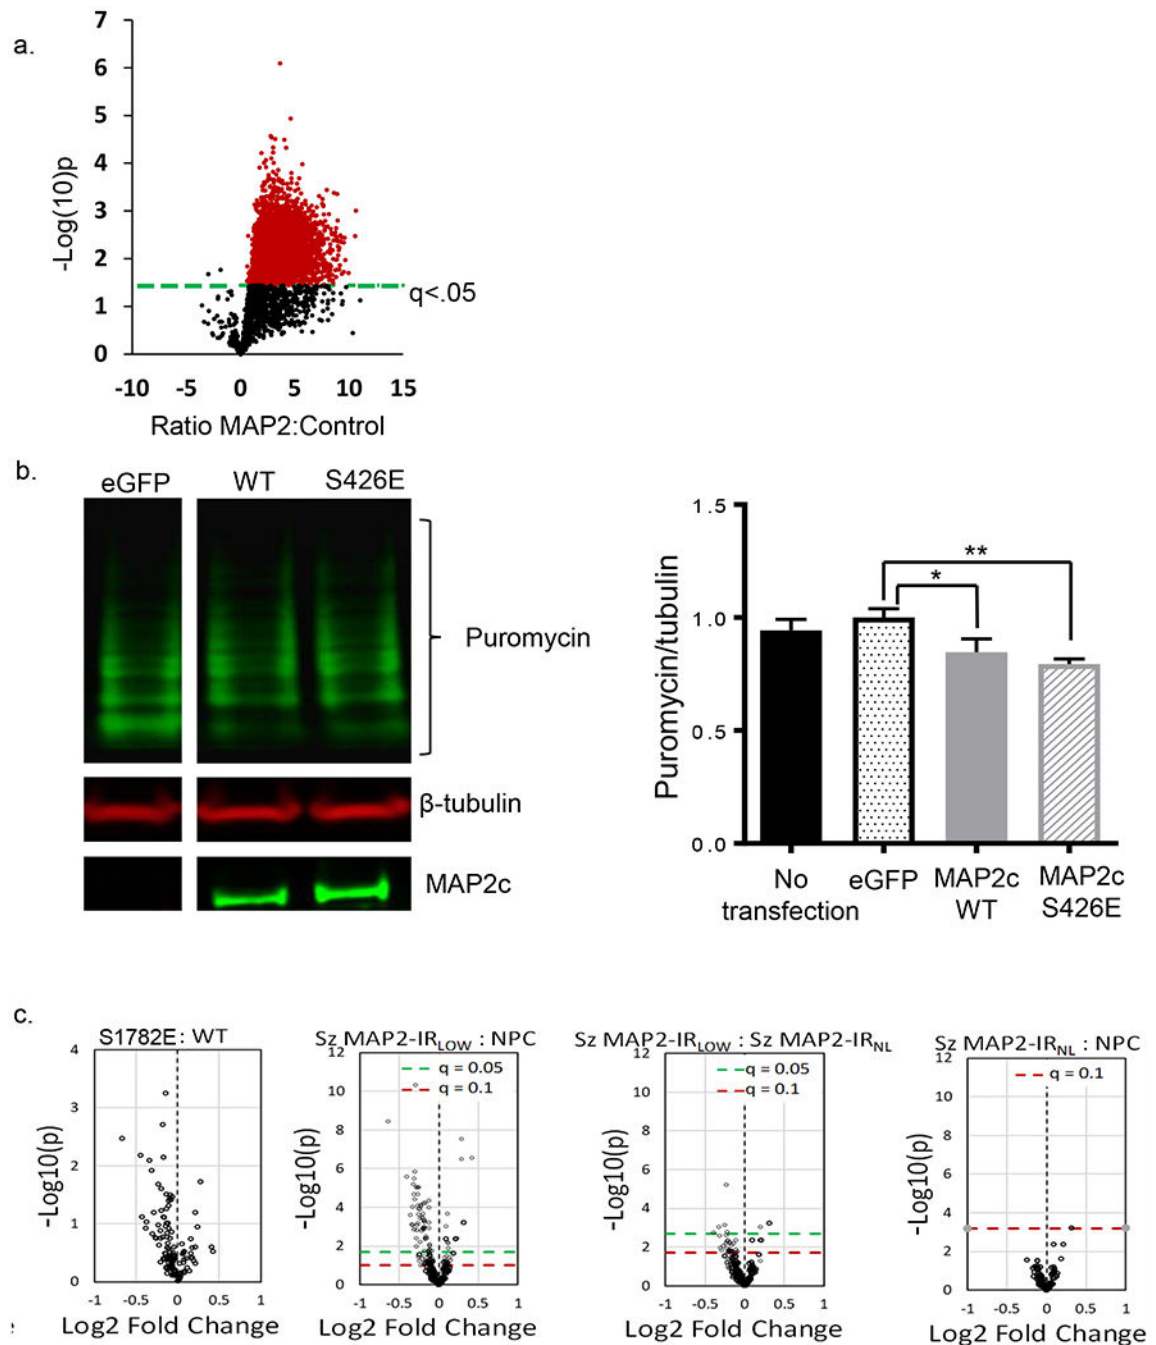 a.
7
6
5
4
3
2
1
0
-Log(10)p
q<.05
-10 -5 0 5 10 15
Ratio MAP2:Control
b.
eGFP WT S426E
Puromycin
β-tubulin
MAP2c
1.5
1.0
0.5
0.0
Puromycin/tubulin
**
*
No transfection
eGFP
MAP2c WT
MAP2c S426E
c.
S1782E : WT
4
3
2
1
0
-Log10(p)
-1 -0.5 0 0.5 1
Log2 Fold Change
Sz MAP2-IRLOW : NPC
q = 0.05
q = 0.1
12
10
8
6
4
2
0
-Log10(p)
-1 -0.5 0 0.5 1
Log2 Fold Change
Sz MAP2-IRLOW : Sz MAP2-IRNL
q = 0.05
q = 0.1
12
10
8
6
4
2
0
-Log10(p)
-1 -0.5 0 0.5 1
Log2 Fold Change
Sz MAP2-IRNL : NPC
q = 0.1
12
10
8
6
4
2
0
-Log10(p)
-1 -0.5 0 0.5 1
Log2 Fold Change